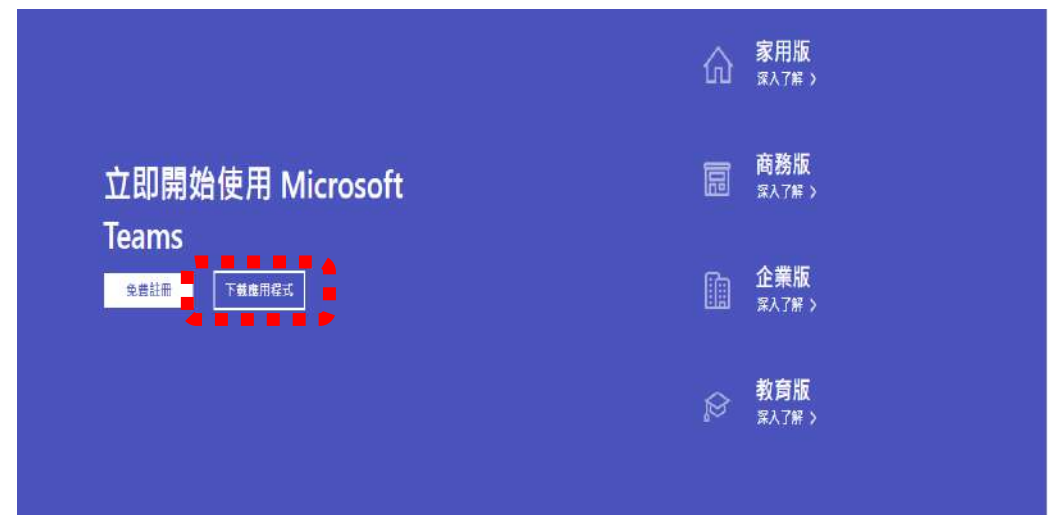 立即開始使用 Microsoft
Teams
免費註冊
下載應用程式
家用版
深入了解 >
商務版
深入了解 >
企業版
深入了解 >
教育版
深入了解 >